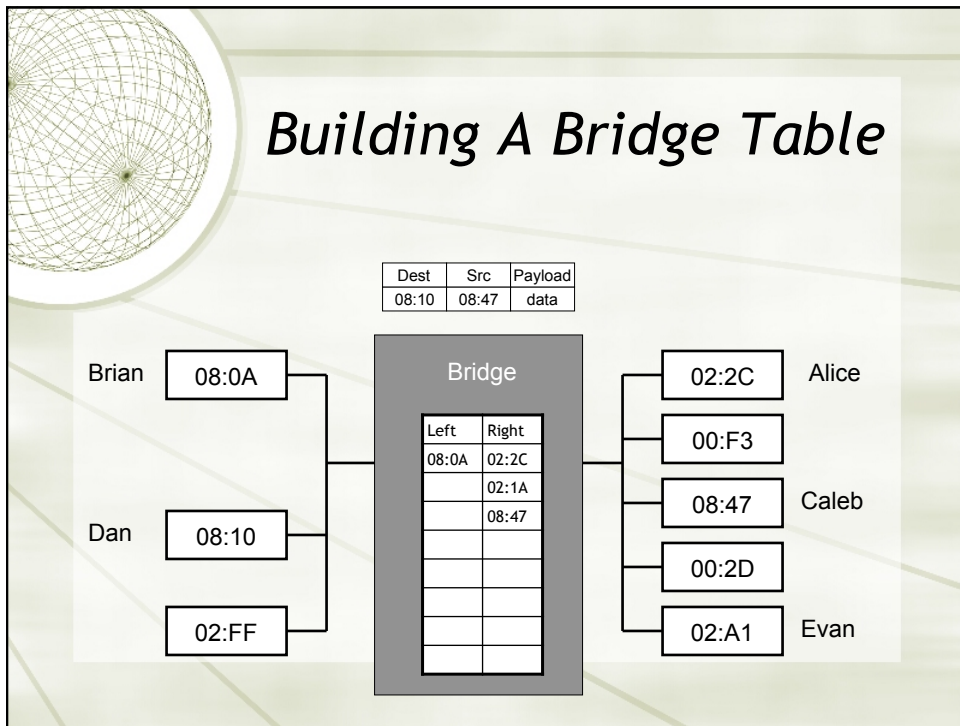 Building A Bridge Table
Dest Src Payload
08:10 08:47 data
Bridge
Brian 08:0A
Dan 08:10
02:FF
Left Right
08:0A 02:2C
02:1A
08:47
02:2C Alice
00:F3
08:47 Caleb
00:2D
02:A1 Evan